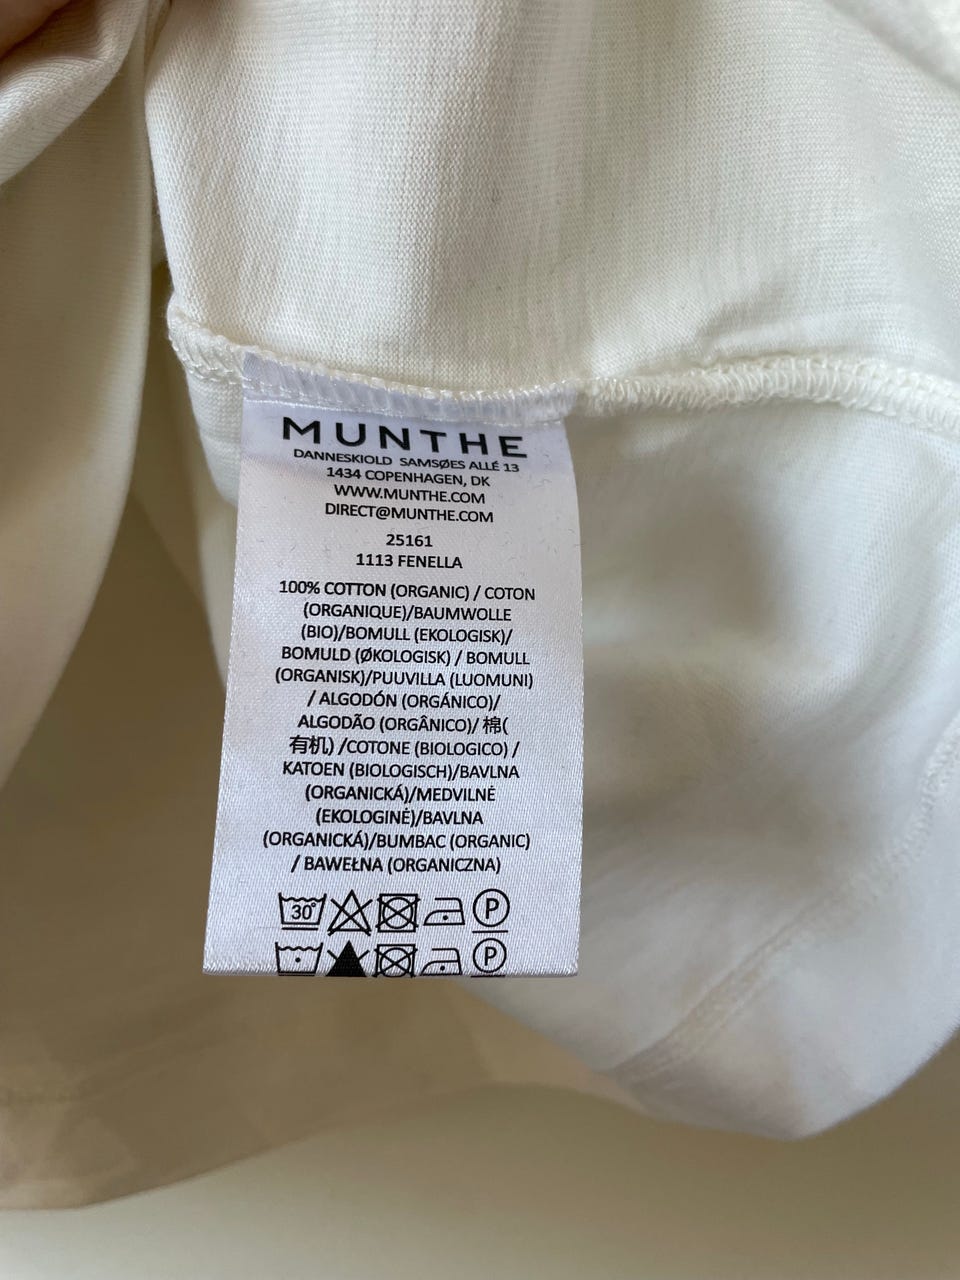 MUNTHE
DANNESKIOLD SAMSØES ALLÉ 13
1434 COPENHAGEN, DK
WWW.MUNTHE.COM
DIRECT@MUNTHE.COM
25161
1113 FENELLA
100% COTTON (ORGANIC) / COTON
(ORGANIQUE)/BAUMWOLLE
(BIO)/BOMULL (EKOLOGISK)/
BOMULD (ØKOLOGISK) / BOMULL
(ORGANISK)/PUUVILLA (LUOMUNI)
/ ALGODÓN (ORGÁNICO)/
ALGODÃO (ORGÂNICO)/ 棉(
有机) /COTONE (BIOLOGICO) /
KATOEN (BIOLOGISCH)/BAVLNA
(ORGANICKÁ)/MEDVILNĖ
(EKOLOGINĖ)/BAVLNA
(ORGANICKÁ)/BUMBAC (ORGANIC)
/ BAWEŁNA (ORGANICZNA)
30° P
P